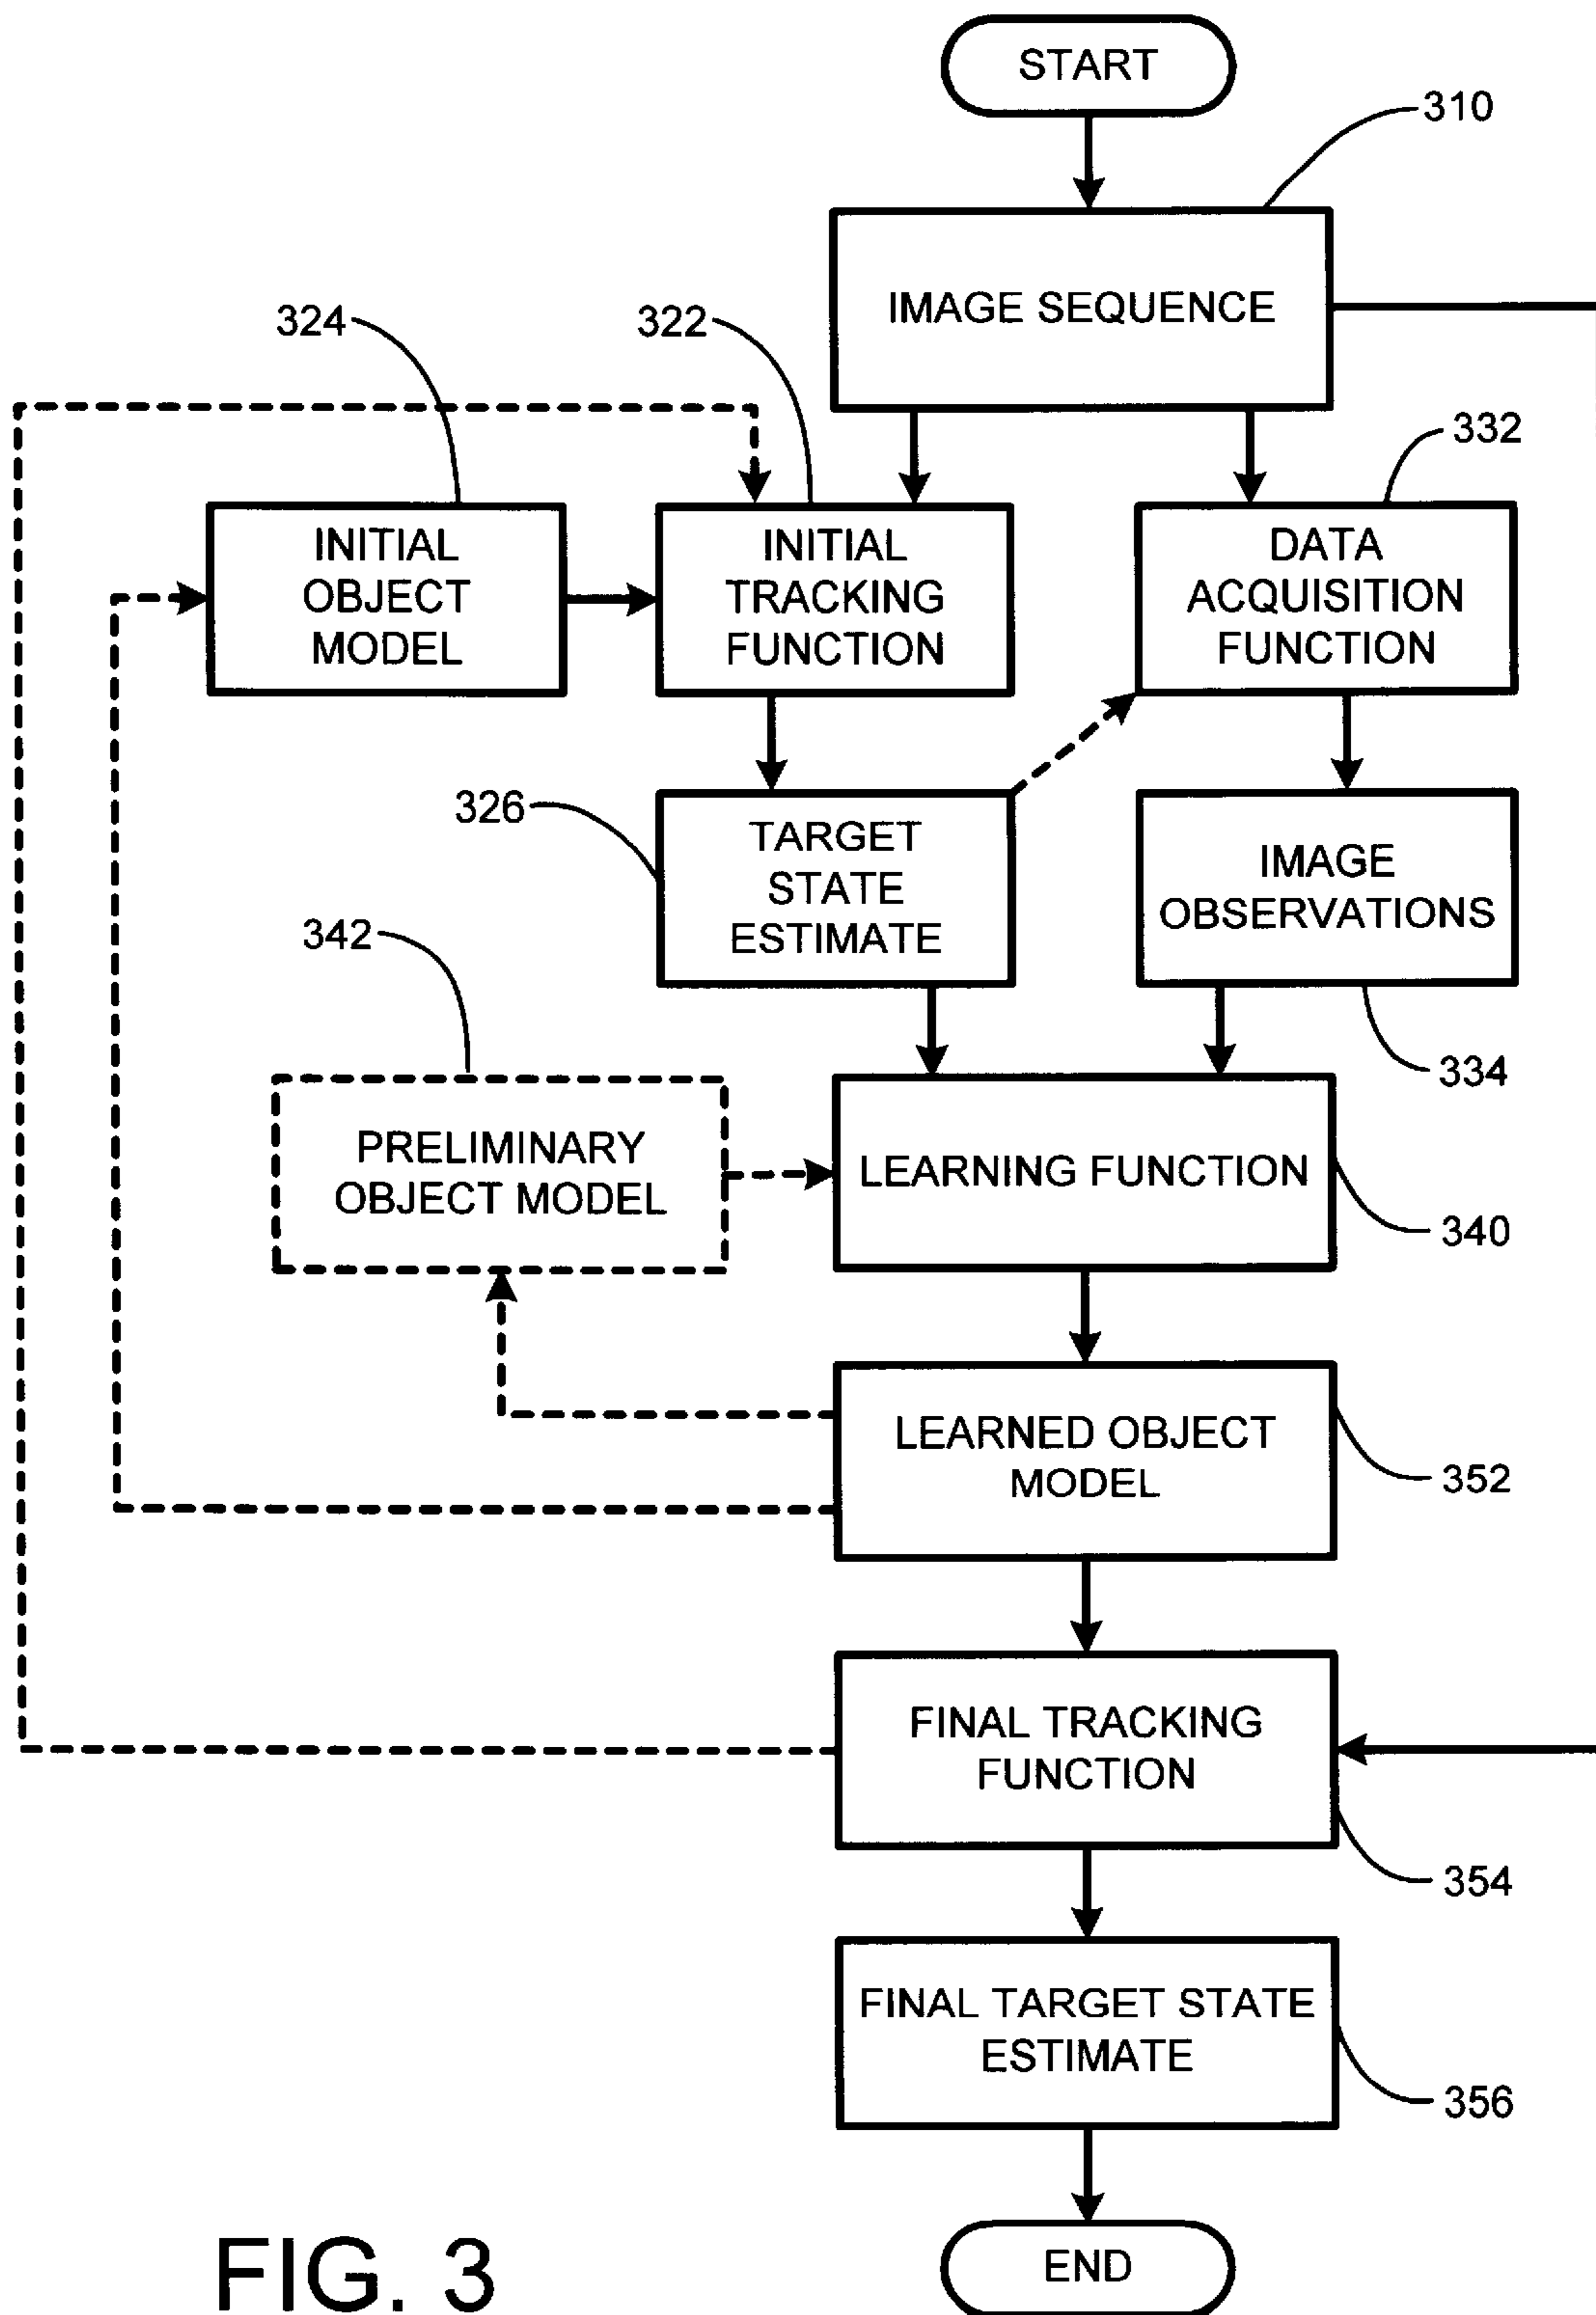 START
310
IMAGE SEQUENCE
324
322
332
INITIAL
OBJECT
MODEL
INITIAL
TRACKING
FUNCTION
DATA
ACQUISITION
FUNCTION
326
TARGET
STATE
ESTIMATE
IMAGE
OBSERVATIONS
342
334
PRELIMINARY
OBJECT MODEL
LEARNING FUNCTION
340
LEARNED OBJECT
MODEL
352
FINAL TRACKING
FUNCTION
354
FINAL TARGET STATE
ESTIMATE
356
END
FIG. 3